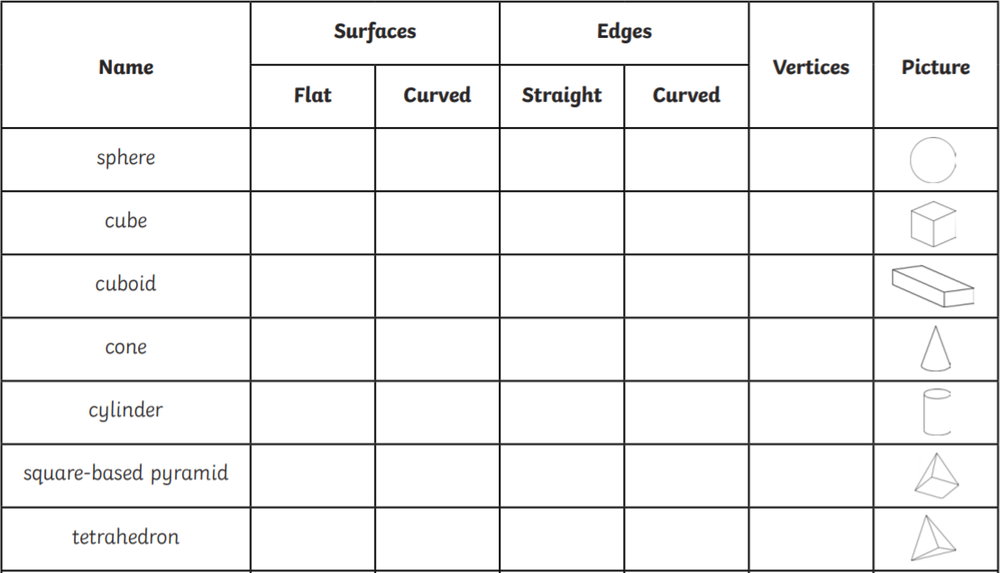 Surfaces Edges
Name Vertices Picture
Flat Curved Straight Curved
sphere
cube
cuboid
cone
cylinder
square-based pyramid
tetrahedron